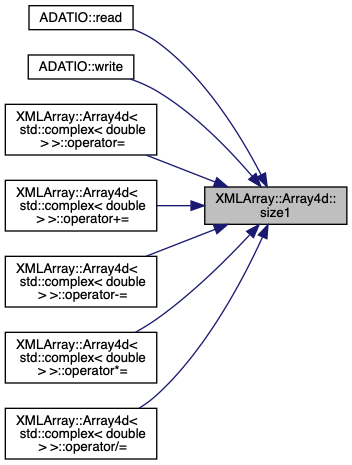 ADATIO::read
ADATIO::write
XMLArray::Array4d<
std::complex< double
> >::operator=
XMLArray::Array4d<
std::complex< double
> >::operator+=
XMLArray::Array4d::
size1
XMLArray::Array4d<
std::complex< double
> >::operator-=
XMLArray::Array4d<
std::complex< double
> >::operator*=
XMLArray::Array4d<
std::complex< double
> >::operator/=